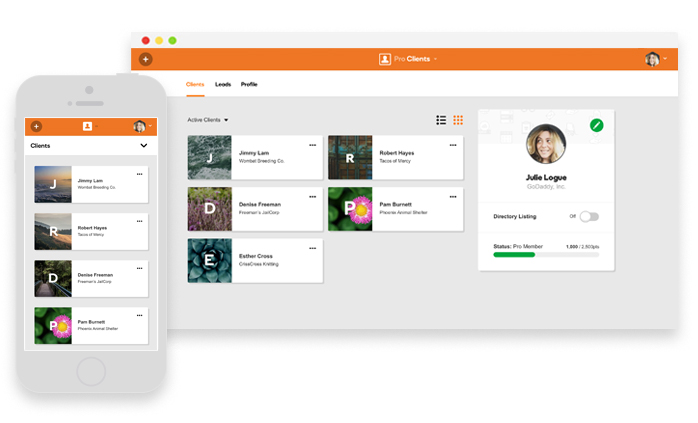 Pro Clients
Clients Leads Profile
Active Clients
J
Jimmy Lam
Wombat Breeding Co.
R
Robert Hayes
Tacos of Mercy
D
Denise Freeman
Freeman's JailCorp
P
Pam Burnett
Phoenix Animal Shelter
E
Esther Cross
CrissCross Knitting
Julie Logue
GoDaddy, Inc.
Directory Listing Off
Status: Pro Member 1,000 / 2,500pts
Clients
J
Jimmy Lam
Wombat Breeding Co.
R
Robert Hayes
Tacos of Mercy
D
Denise Freeman
Freeman's JailCorp
P
Pam Burnett
Phoenix Animal Shelter